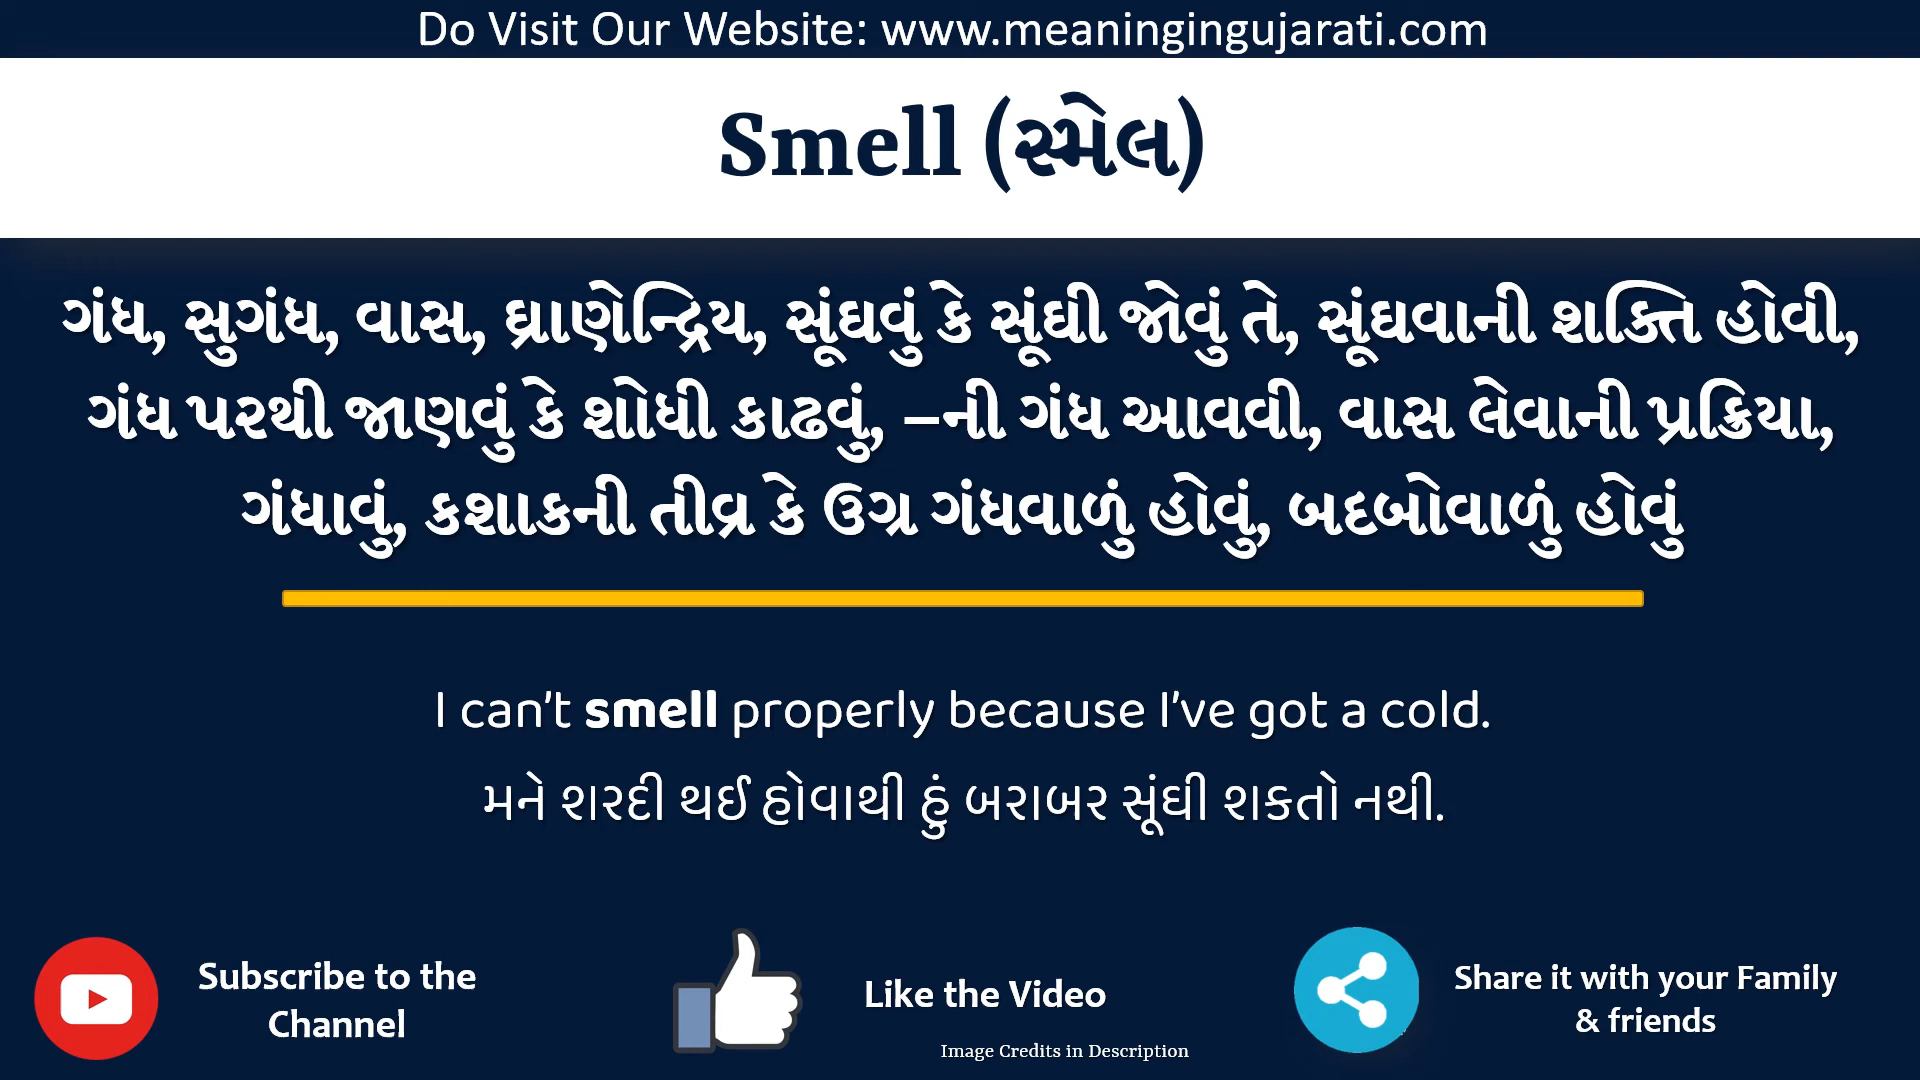 Do Visit Our Website: www.meaningingujarati.com
Smell (સ્મેલ)
ગંધ, સુગંધ, વાસ, ઘ્રાણેન્દ્રિય, સૂંઘવું કે સૂંઘી જોવું તે, સૂંઘવાની શક્તિ હોવી,
ગંધ પરથી જાણવું કે શોધી કાઢવું, –ની ગંધ આવવી, વાસ લેવાની પ્રક્રિયા,
ગંધાવું, કશાકની તીવ્ર કે ઉગ્ર ગંધવાળું હોવું, બદબોવાળું હોવું
I can't smell properly because I've got a cold.
મને શરદી થઈ હોવાથી હું બરાબર સૂંઘી શકતો નથી.
Subscribe to the
Channel
Like the Video
Share it with your Family
& friends
Image Credits in Description